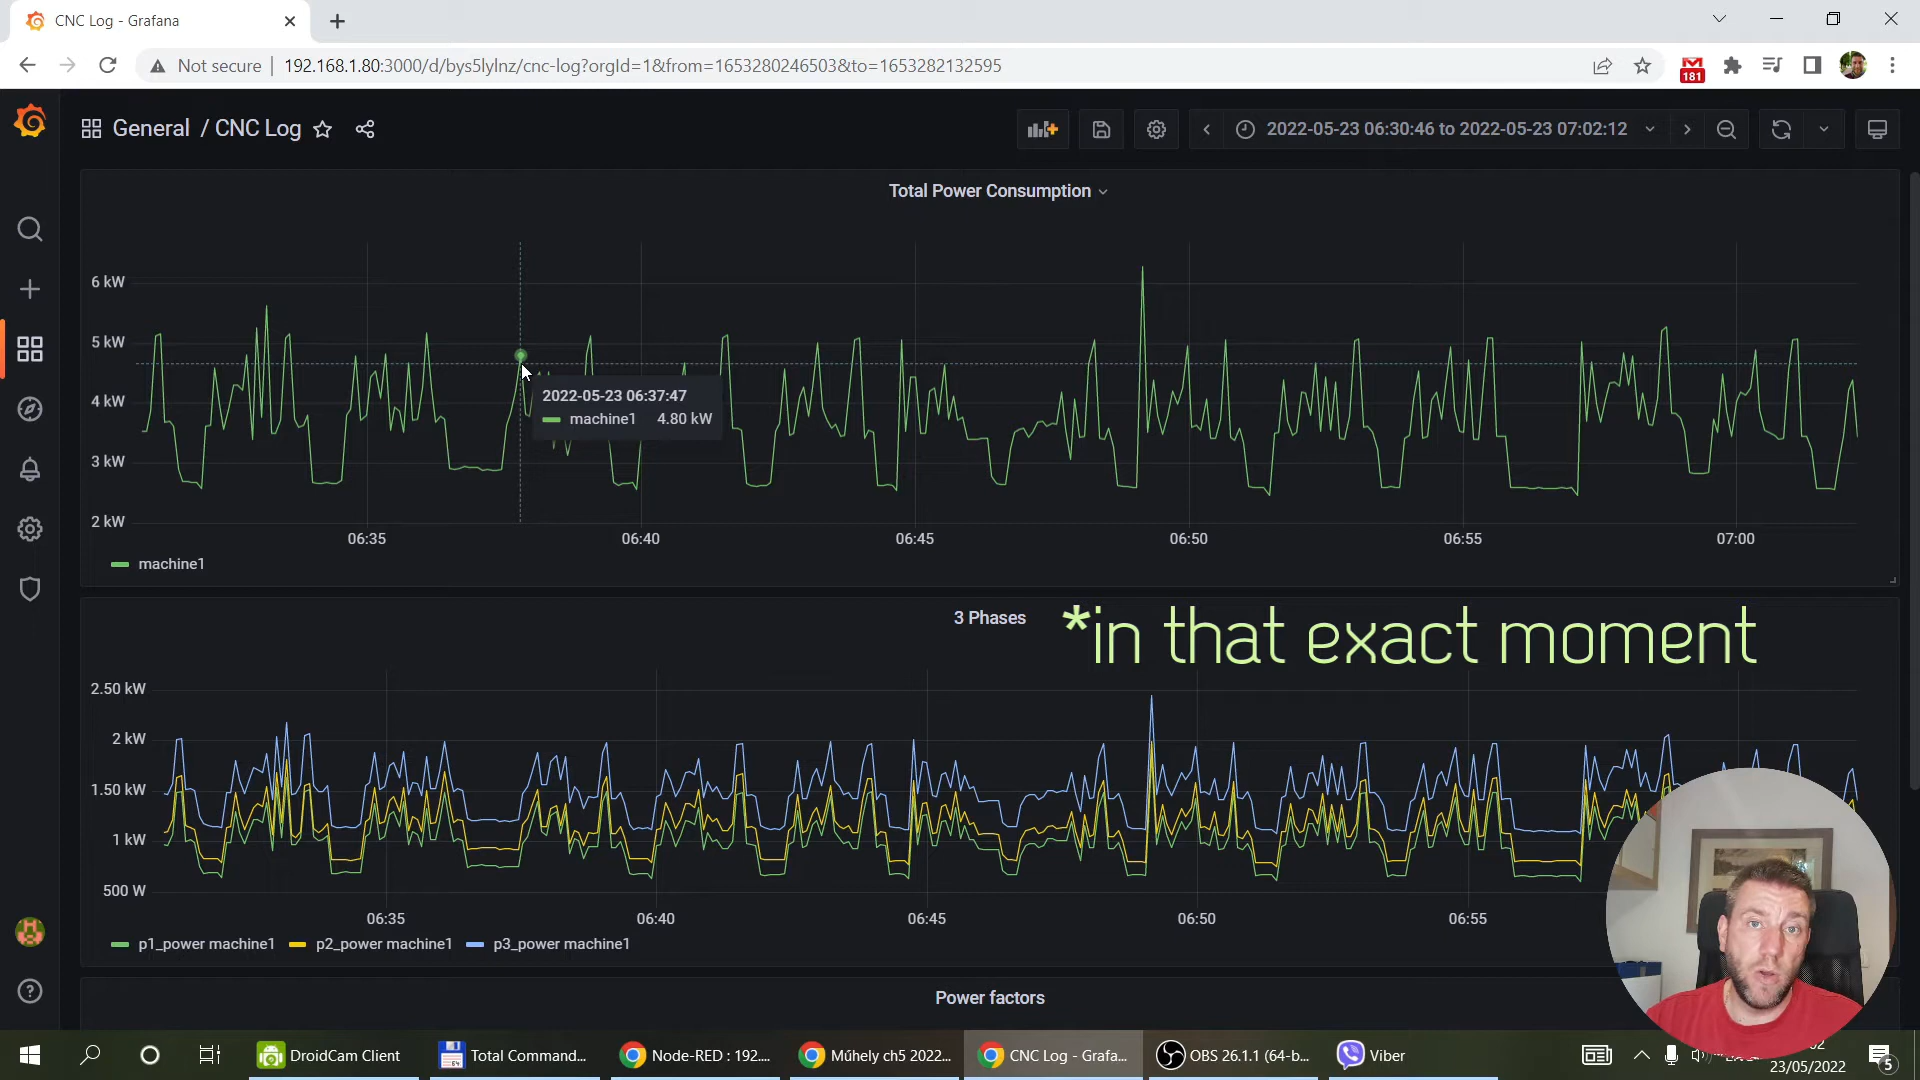 CNC Log - Grafana
Not secure
192.168.1.80:3000/d/bys5lylnz/cnc-log?orgId=1&from=1653280246503&to=1653282132595
181
General / CNC Log
2022-05-23 06:30:46 to 2022-05-23 07:02:12
Total Power Consumption
6 kW
5 kW
4 kW
3 kW
2 kW
2022-05-23 06:37:47
machine1 4.80 kW
06:35 06:40 06:45 06:50 06:55 07:00
machine1
3 Phases
*in that exact moment
2.50 kW
2 kW
1.50 kW
1 kW
500 W
06:35 06:40 06:45 06:50 06:55
p1_power machine1 p2_power machine1 p3_power machine1
Power factors
DroidCam Client
64
Total Command...
Node-RED : 192....
Műhely ch5 2022...
CNC Log - Grafa...
OBS 26.1.1 (64-b...
Viber
23/05/2022
5